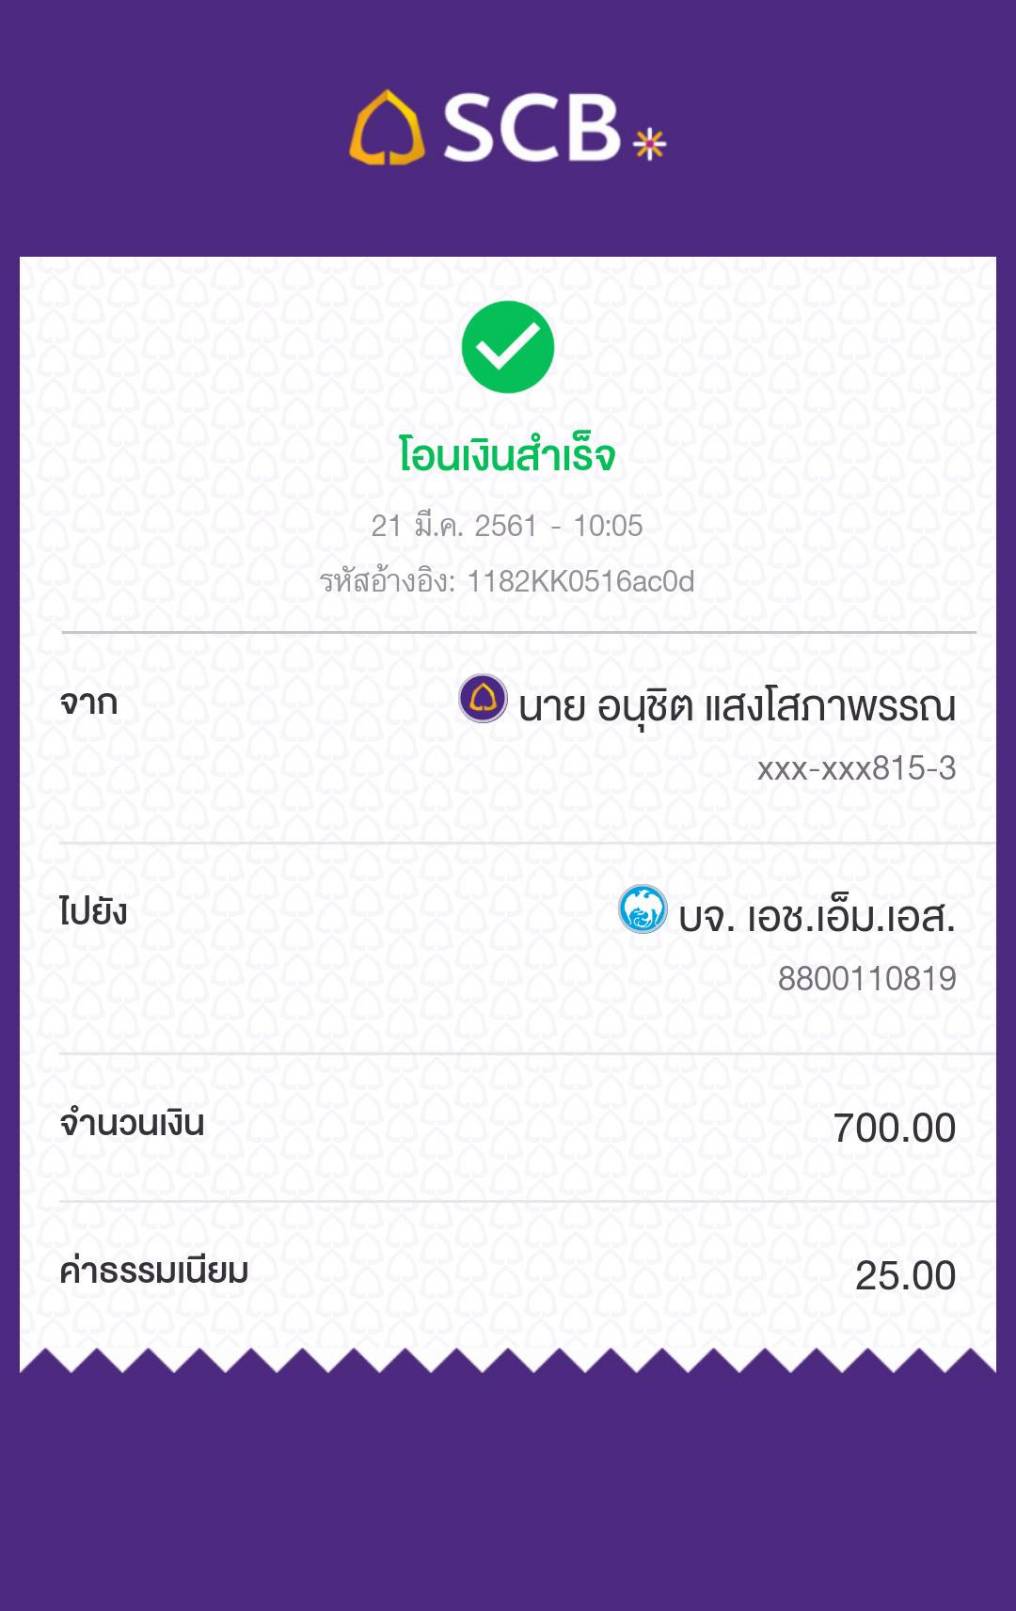 SCB
โอนเงินสำเร็จ
21 มี.ค. 2561 - 10:05
รหัสอ้างอิง: 1182KK0516ac0d
จาก
นาย อนุชิต แสงโสภาพรรณ
xxx-xxx815-3
ไปยัง
บจ. เอช.เอ็ม.เอส.
8800110819
จำนวนเงิน
700.00
ค่าธรรมเนียม
25.00